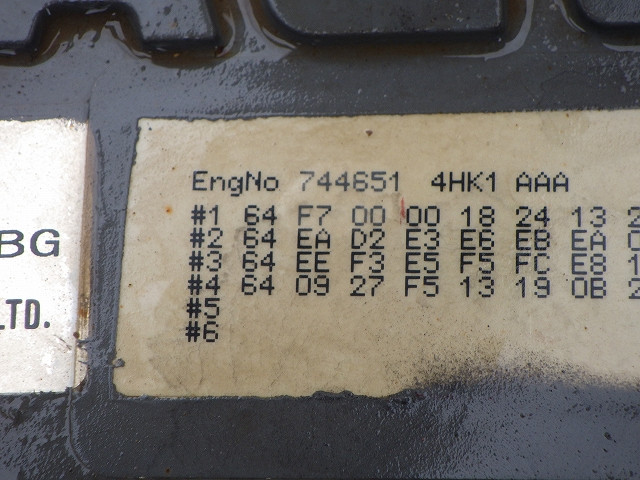 BG
LTD.
EngNo 744651 4HK1 AAA
#1 64 F7 00 00 18 24 13
#2 64 EA D2 E3 E6 EB EA
#3 64 EE F3 E5 F5 FC E8
#4 64 09 27 F5 13 19 0B
#5
#6